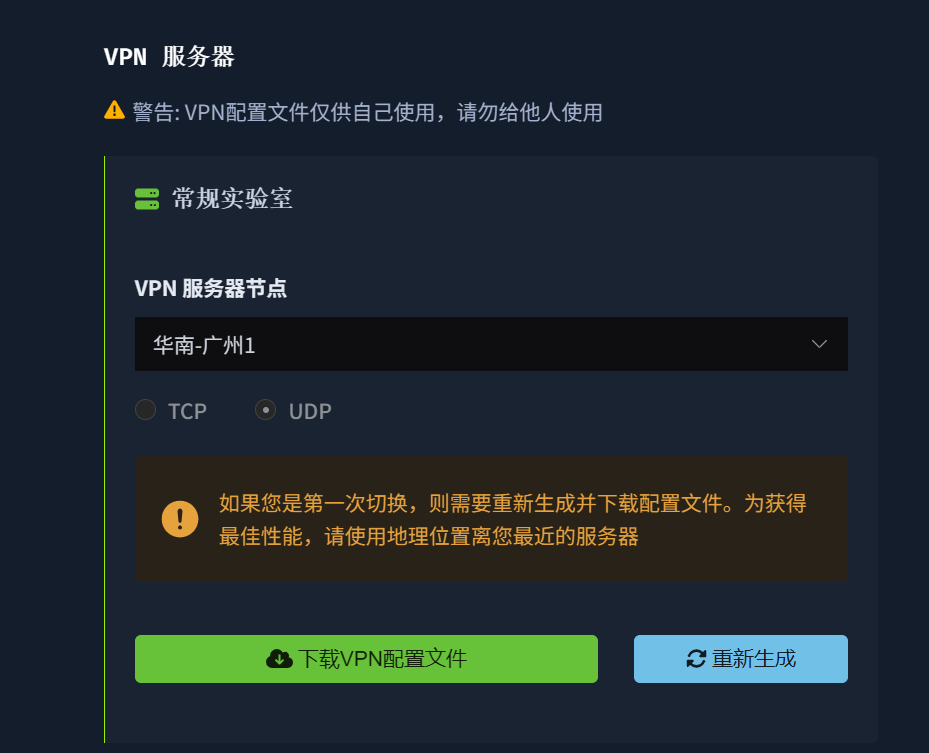 VPN 服务器
警告: VPN配置文件仅供自己使用，请勿给他人使用
常规实验室
VPN 服务器节点
华南-广州1
TCP UDP
如果您是第一次切换，则需要重新生成并下载配置文件。为获得
最佳性能，请使用地理位置离您最近的服务器
下载VPN配置文件 重新生成